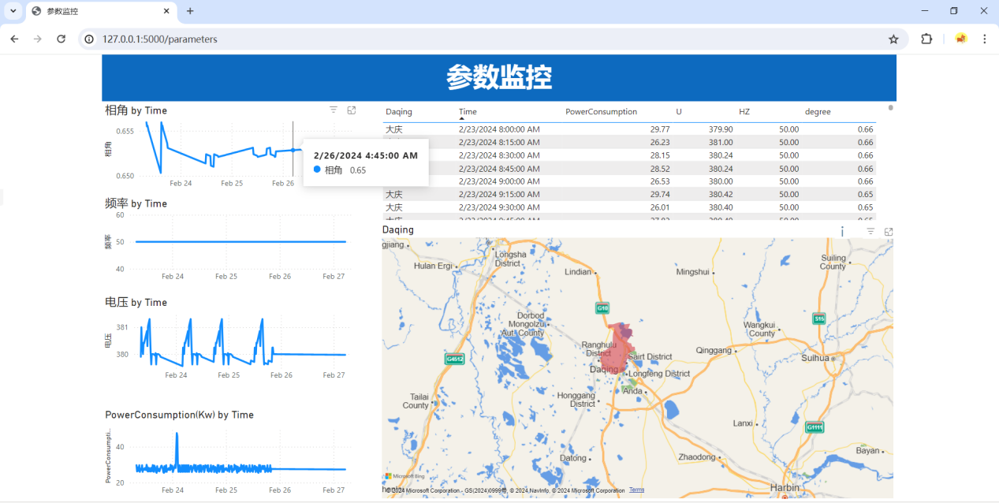 参数监控
127.0.0.1:5000/parameters
参数监控
相角 by Time
相角
0.655
0.650
Feb 24
Feb 25
Feb 26
2/26/2024 4:45:00 AM
相角 0.65
频率 by Time
频率
60
50
40
Feb 24
Feb 25
Feb 26
Feb 27
电压 by Time
电压
381
380
Feb 24
Feb 25
Feb 26
Feb 27
PowerConsumption(Kw) by Time
PowerConsumpti...
40
20
Feb 24
Feb 25
Feb 26
Feb 27
Daqing Time PowerConsumption U HZ degree
大庆 2/23/2024 8:00:00 AM 29.77 379.90 50.00 0.66
2/23/2024 8:15:00 AM 26.23 381.00 50.00 0.66
2/23/2024 8:30:00 AM 28.15 380.24 50.00 0.66
2/23/2024 8:45:00 AM 28.52 380.24 50.00 0.66
2/23/2024 9:00:00 AM 26.53 380.00 50.00 0.66
大庆 2/23/2024 9:15:00 AM 29.74 380.42 50.00 0.65
大庆 2/23/2024 9:30:00 AM 26.01 380.40 50.00 0.65
Daqing
gjiang
Longsha
District
Hulan Ergi
Lindian
Mingshui
Suiling
County
G10
S15
Dorbod
Mongolzu
Aut. County
Wangkui
County
Ranghulu
District
Qinggang
G4512
Sairt District
Suihua
Daqing
Longfeng District
Anda
Tailai
County
Honggang
District
Lanxi
G1111
Datong
Zhaodong
Bayan
Harbin
Microsoft Bing
© 2024 Microsoft Corporation - GS(2024)0999号, © 2024 NavInfo, © 2024 Microsoft Corporation Terms